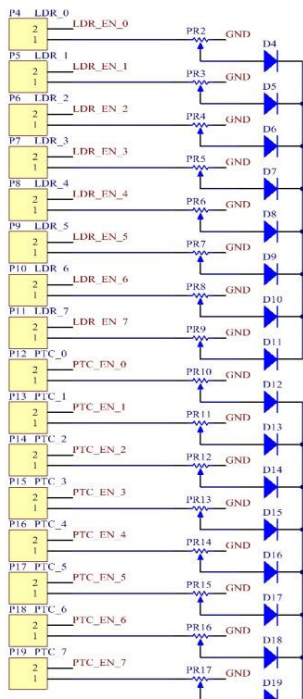 P4 LDR_0
2 LDR_EN_0
1 PR2 GND D4
P5 LDR_1
2 LDR_EN_1
1 PR3 GND D5
P6 LDR_2
2 LDR_EN_2
1 PR4 GND D6
P7 LDR_3
2 LDR_EN_3
1 PR5 GND D7
P8 LDR_4
2 LDR_EN_4
1 PR6 GND D8
P9 LDR_5
2 LDR_EN_5
1 PR7 GND D9
P10 LDR_6
2 LDR_EN_6
1 PR8 GND D10
P11 LDR_7
2 LDR_EN_7
1 PR9 GND D11
P12 PTC_0
2 PTC_EN_0
1 PR10 GND D12
P13 PTC_1
2 PTC_EN_1
1 PR11 GND D13
P14 PTC_2
2 PTC_EN_2
1 PR12 GND D14
P15 PTC_3
2 PTC_EN_3
1 PR13 GND D15
P16 PTC_4
2 PTC_EN_4
1 PR14 GND D16
P17 PTC_5
2 PTC_EN_5
1 PR15 GND D17
P18 PTC_6
2 PTC_EN_6
1 PR16 GND D18
P19 PTC_7
2 PTC_EN_7
1 PR17 GND D19